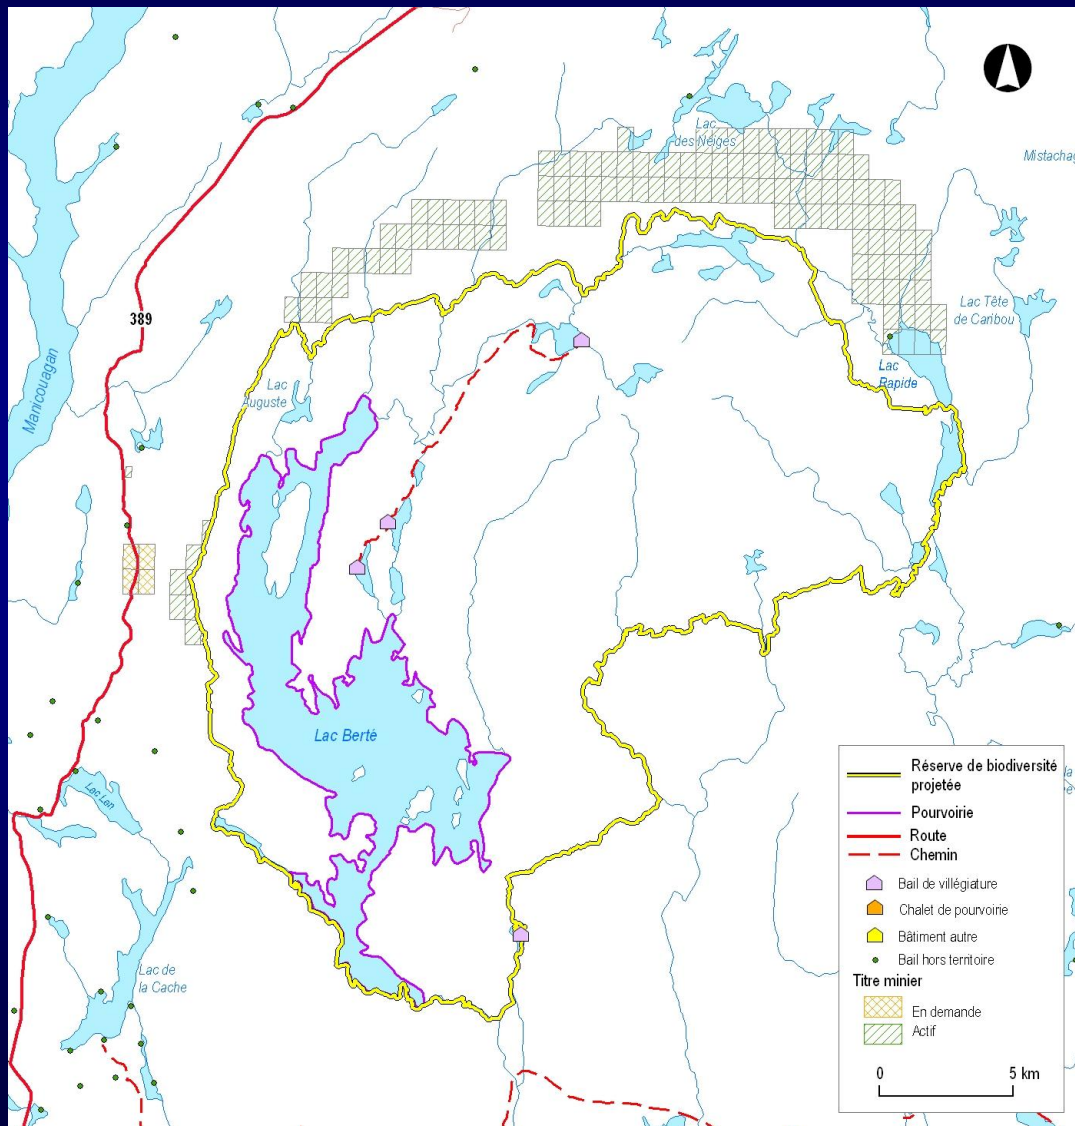 Lac
des Neiges
Mistachag
Lac Tête
de Caribou
389
Manicouagan
Lac
Rapide
Lac
Auguste
Lac Berté
Lac Len
Lac de
la Cache
Réserve de biodiversité
projetée
Pourvoirie
Route
Chemin
Bail de villégiature
Chalet de pourvoirie
Bâtiment autre
Bail hors territoire
Titre minier
En demande
Actif
0 5 km